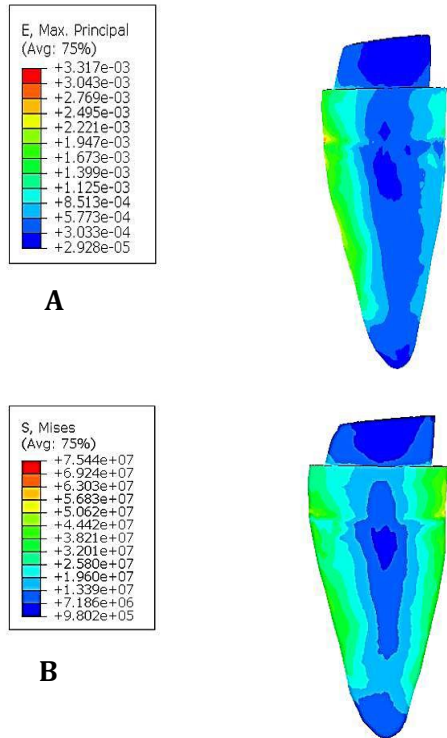 E, Max. Principal
(Avg: 75%)
+3.317e-03
+3.043e-03
+2.769e-03
+2.495e-03
+2.221e-03
+1.947e-03
+1.673e-03
+1.399e-03
+1.125e-03
+8.513e-04
+5.773e-04
+3.033e-04
+2.928e-05
A
S, Mises
(Avg: 75%)
+7.544e+07
+6.924e+07
+6.303e+07
+5.683e+07
+5.062e+07
+4.442e+07
+3.821e+07
+3.201e+07
+2.580e+07
+1.960e+07
+1.339e+07
+7.186e+06
+9.802e+05
B